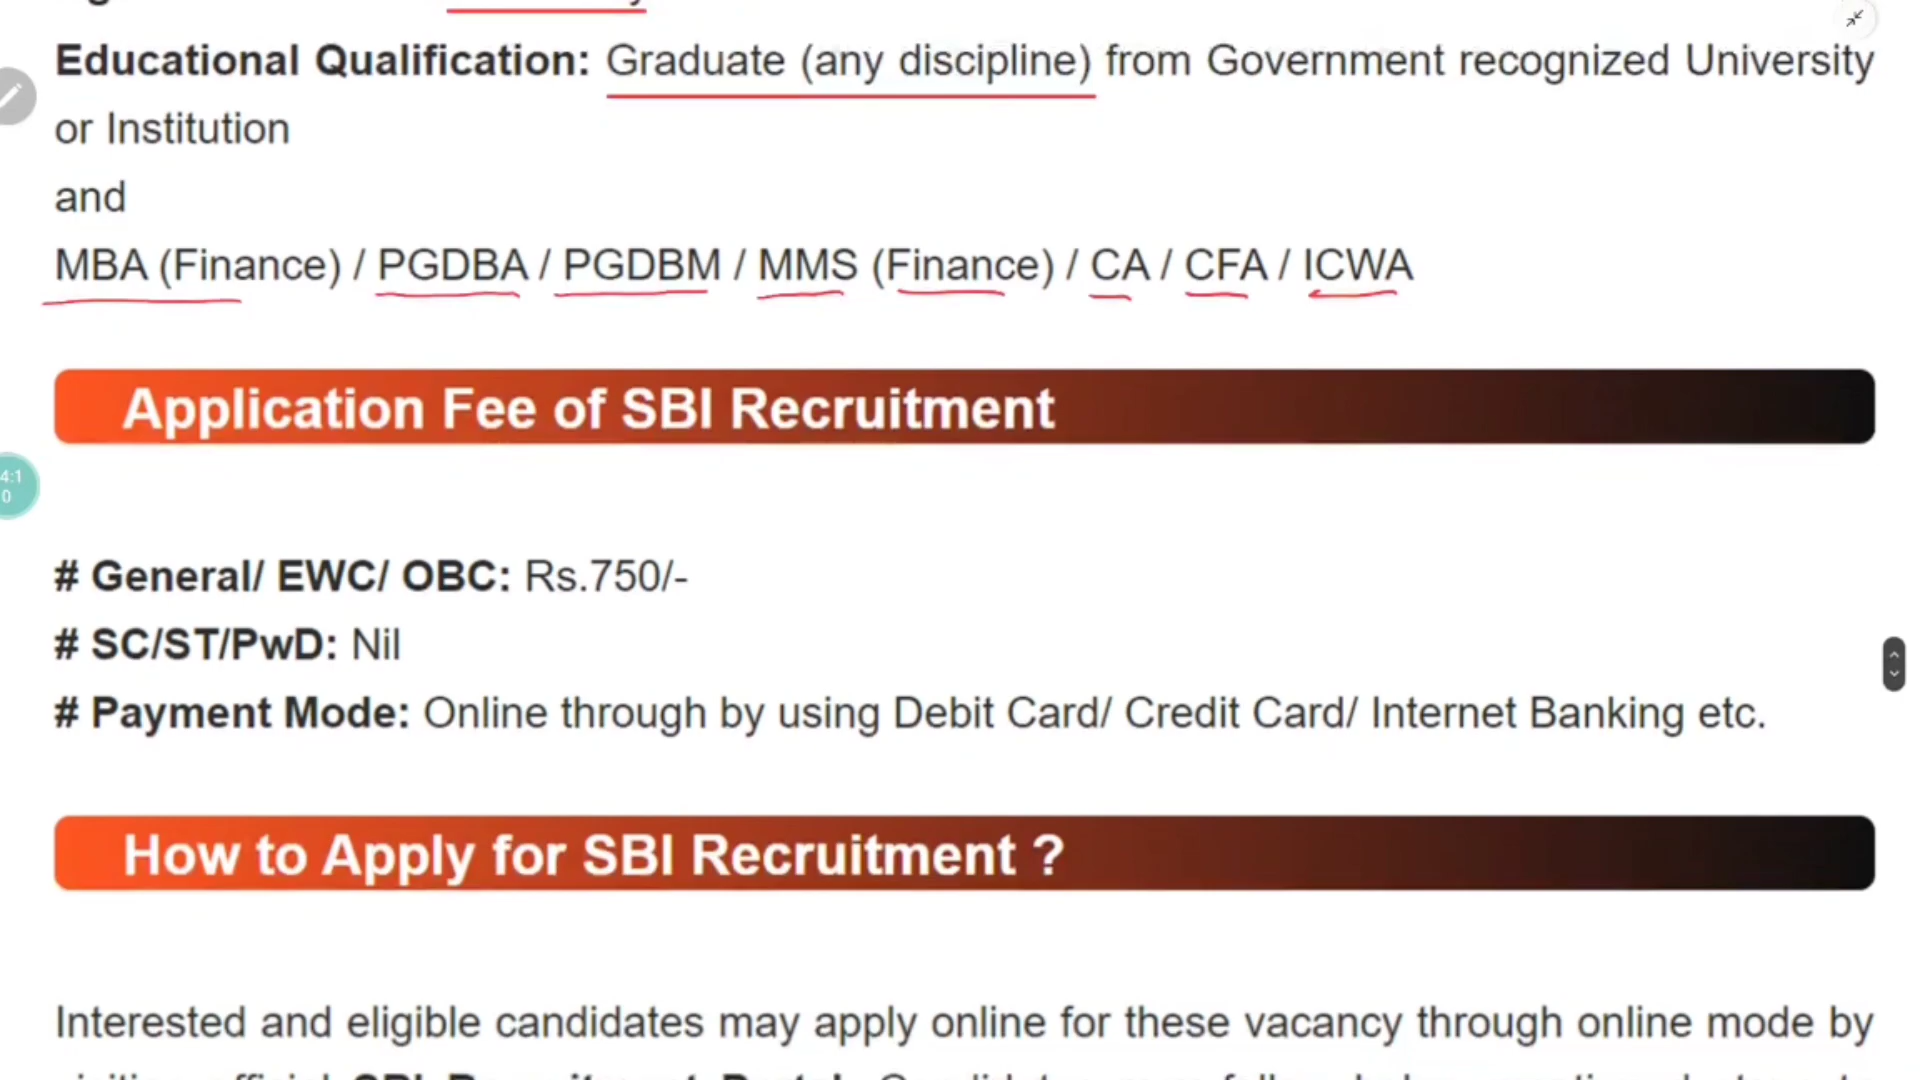 Educational Qualification: Graduate (any discipline) from Government recognized University
or Institution
and
MBA (Finance) / PGDBA / PGDBM / MMS (Finance) / CA / CFA / ICWA
Application Fee of SBI Recruitment
4:1
0
# General/ EWC/ OBC: Rs.750/-
# SC/ST/PwD: Nil
# Payment Mode: Online through by using Debit Card/ Credit Card/ Internet Banking etc.
How to Apply for SBI Recruitment ?
Interested and eligible candidates may apply online for these vacancy through online mode by